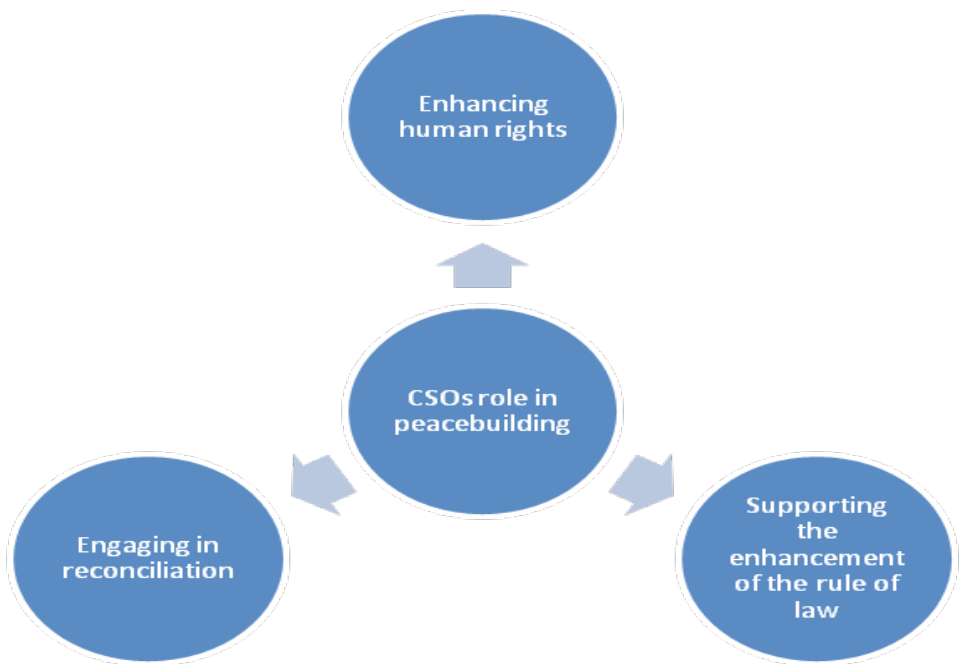 Enhancing
human rights
CSOs role in
peacebuilding
Engaging in
reconciliation
Supporting
the
enhancement
of the rule of
law